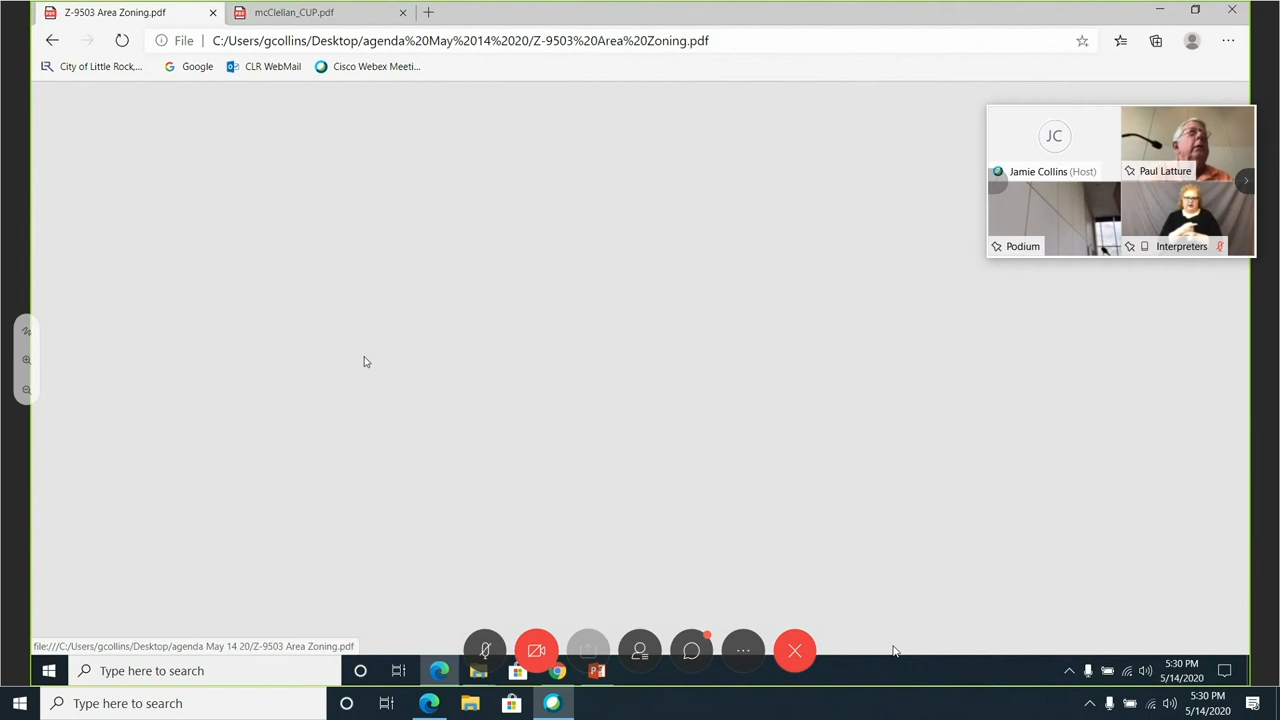 Z-9503 Area Zoning.pdf
mcClellan_CUP.pdf
File
C:/Users/gcollins/Desktop/agenda%20May%2014%2020/Z-9503%20Area%20Zoning.pdf
City of Little Rock,...
Google
CLR WebMail
Cisco Webex Meeti...
JC
Jamie Collins (Host)
Paul Latture
Podium
Interpreters
file:///C:/Users/gcollins/Desktop/agenda May 14 20/Z-9503 Area Zoning.pdf
Type here to search
5:30 PM
5/14/2020
Type here to search
5:30 PM
5/14/2020